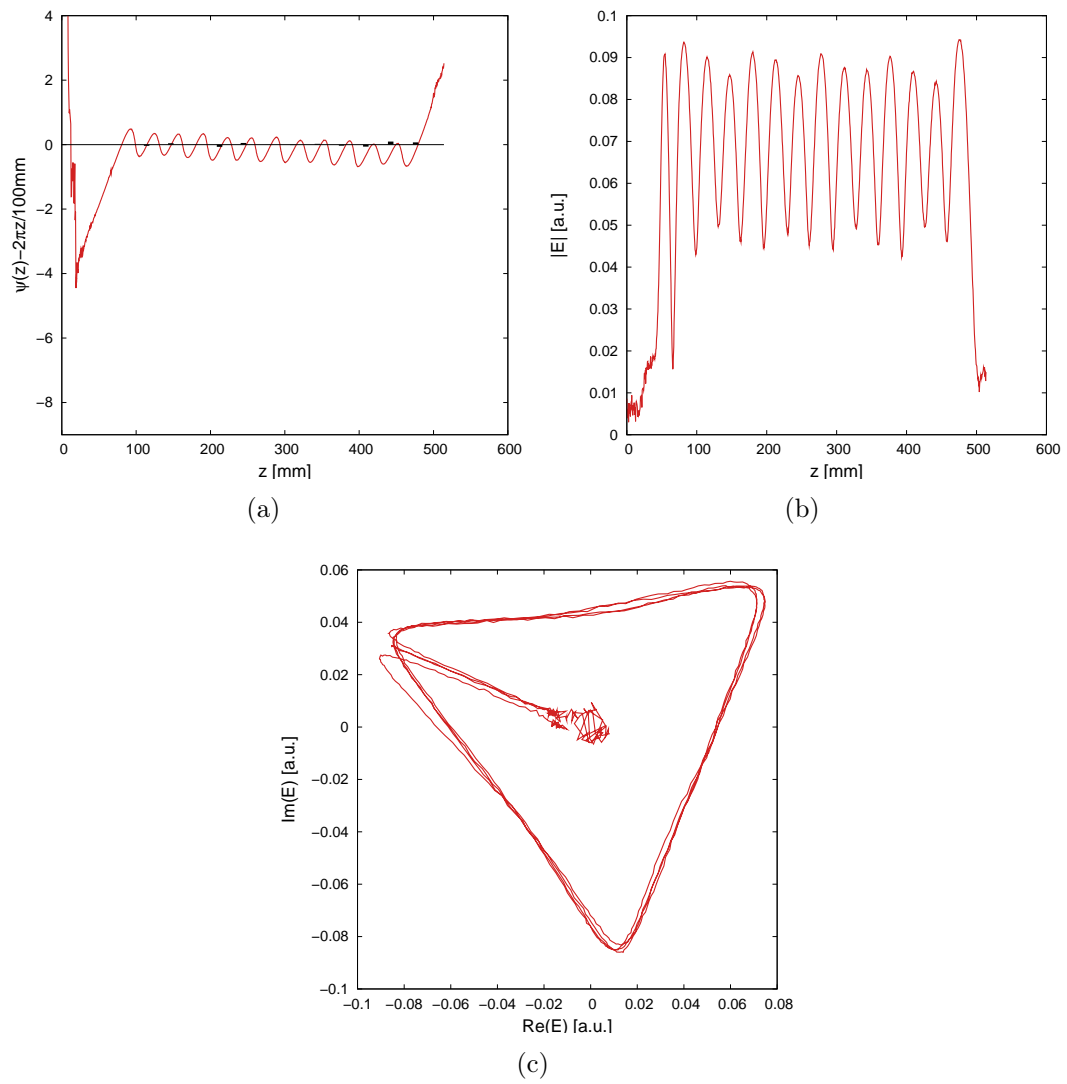 4
2
0
−2
−4
−6
−8
0 100 200 300 400 500 600
ψ(z)−2πz/100mm
z [mm]
(a)
0.1
0.09
0.08
0.07
0.06
0.05
0.04
0.03
0.02
0.01
0
0 100 200 300 400 500 600
|E| [a.u.]
z [mm]
(b)
0.06
0.04
0.02
0
−0.02
−0.04
−0.06
−0.08
−0.1
−0.1 −0.08 −0.06 −0.04 −0.02 0 0.02 0.04 0.06 0.08
Im(E) [a.u.]
Re(E) [a.u.]
(c)